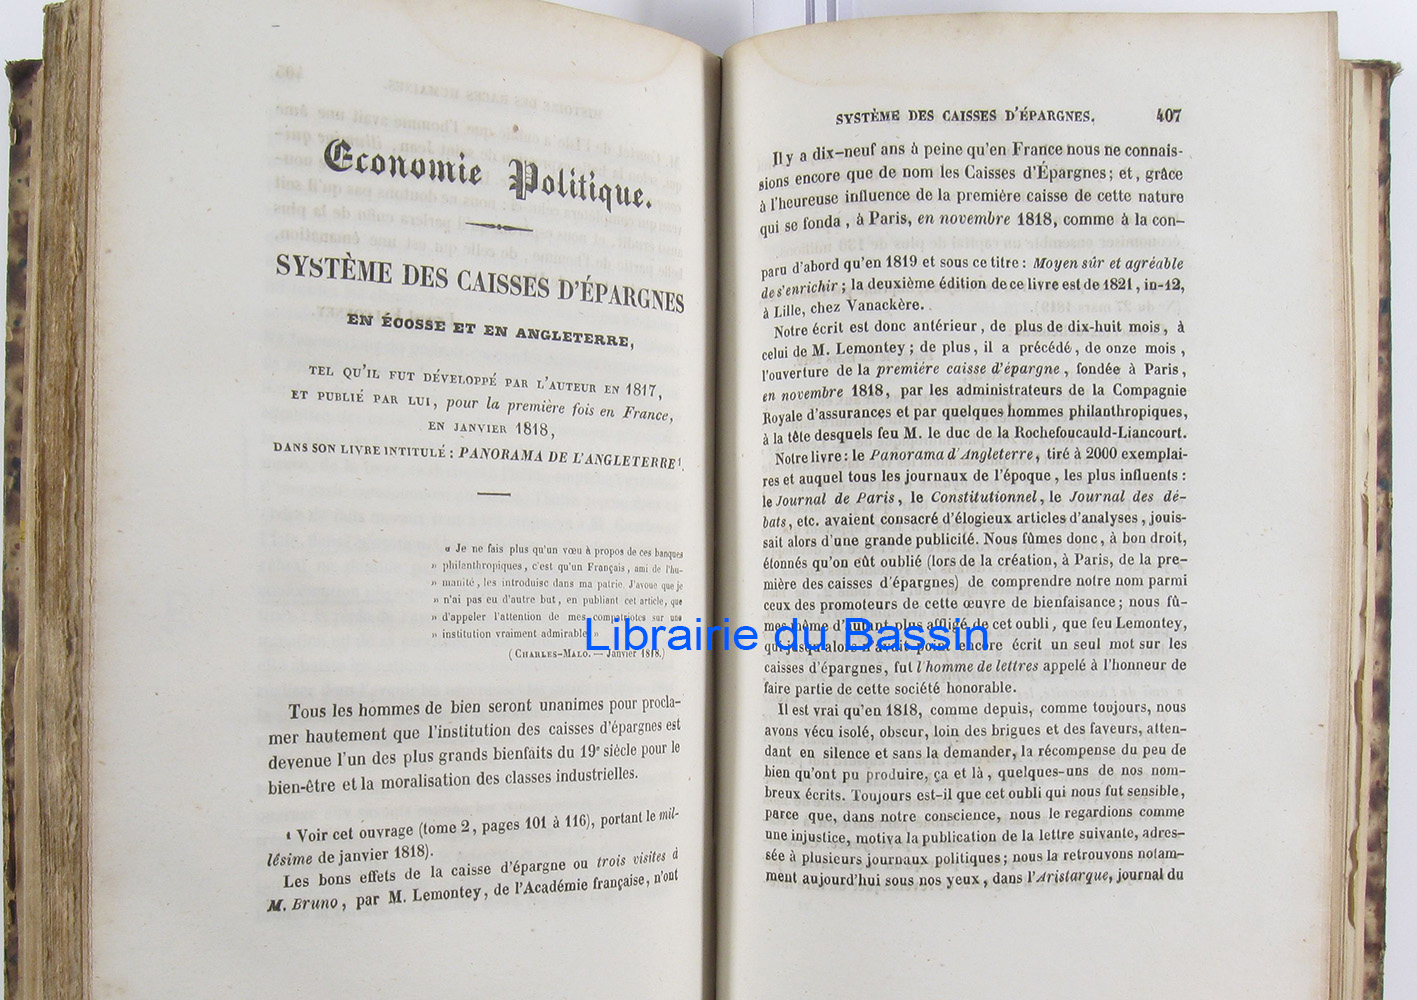 Economie Politique.
SYSTÈME DES CAISSES D'ÉPARGNES
EN ÉCOSSE ET EN ANGLETERRE,
TEL QU'IL FUT DÉVELOPPÉ PAR L'AUTEUR EN 1817,
ET PUBLIÉ PAR LUI, pour la première fois en France,
EN JANVIER 1818,
DANS SON LIVRE INTITULÉ : PANORAMA DE L'ANGLETERRE¹.
« Je ne fais plus qu'un vœu à propos de ces banques
» philanthropiques, c'est qu'un Français, ami de l'hu-
» manité, les introduise dans ma patrie. J'avoue que je
» n'ai pas eu d'autre but, en publiant cet article, que
» d'appeler l'attention de mes compatriotes sur une
» institution vraiment admirable. »
(CHARLES-MALO. — Janvier 1818.)
Tous les hommes de bien seront unanimes pour procla-
mer hautement que l'institution des caisses d'épargnes est
devenue l'un des plus grands bienfaits du 19e siècle pour le
bien-être et la moralisation des classes industrielles.
¹ Voir cet ouvrage (tome 2, pages 101 à 116), portant le mil-
lésime de janvier 1818).
Les bons effets de la caisse d'épargne ou trois visites à
M. Bruno, par M. Lemontey, de l'Académie française, n'ont
SYSTÈME DES CAISSES D'ÉPARGNES. 407
Il y a dix-neuf ans à peine qu'en France nous ne connais-
sions encore que de nom les Caisses d'Épargnes; et, grâce
à l'heureuse influence de la première caisse de cette nature
qui se fonda, à Paris, en novembre 1818, comme à la con-
paru d'abord qu'en 1819 et sous ce titre : Moyen sûr et agréable
de s'enrichir; la deuxième édition de ce livre est de 1821, in-12,
à Lille, chez Vanackère.
Notre écrit est donc antérieur, de plus de dix-huit mois, à
celui de M. Lemontey; de plus, il a précédé, de onze mois,
l'ouverture de la première caisse d'épargne, fondée à Paris,
en novembre 1818, par les administrateurs de la Compagnie
Royale d'assurances et par quelques hommes philanthropiques,
à la tête desquels feu M. le duc de la Rochefoucauld-Liancourt.
Notre livre : le Panorama d'Angleterre, tiré à 2000 exemplai-
res et auquel tous les journaux de l'époque, les plus influents :
le Journal de Paris, le Constitutionnel, le Journal des dé-
bats, etc. avaient consacré d'élogieux articles d'analyses, jouis-
sait alors d'une grande publicité. Nous fûmes donc, à bon droit,
étonnés qu'on eût oublié (lors de la création, à Paris, de la pre-
mière des caisses d'épargnes) de comprendre notre nom parmi
ceux des promoteurs de cette œuvre de bienfaisance; nous fû-
mes même d'autant plus affligé de cet oubli, que feu Lemontey,
qui jusqu'alors n'avait point encore écrit un seul mot sur les
caisses d'épargnes, fut l'homme de lettres appelé à l'honneur de
faire partie de cette société honorable.
Il est vrai qu'en 1818, comme depuis, comme toujours, nous
avons vécu isolé, obscur, loin des brigues et des faveurs, atten-
dant en silence et sans la demander, la récompense du peu de
bien qu'ont pu produire, ça et là, quelques-uns de nos nom-
breux écrits. Toujours est-il que cet oubli qui nous fut sensible,
parce que, dans notre conscience, nous le regardions comme
une injustice, motiva la publication de la lettre suivante, adres-
sée à plusieurs journaux politiques; nous la retrouvons notam-
ment aujourd'hui sous nos yeux, dans l'Aristarque, journal du
Librairie du Bassin